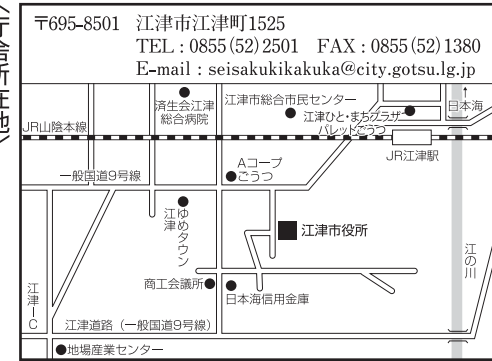 〈庁舎所在地〉
〒695-8501 江津市江津町1525
TEL：0855(52)2501 FAX：0855(52)1380
E-mail：seisakukikakuka@city.gotsu.lg.jp
済生会江津
総合病院
江津市総合市民センター
江津ひと・まちプラザ
パレットごうつ
↑
日本海
JR山陰本線
JR江津駅
一般国道9号線
Aコープ
ごうつ
ゆめタウン
江津
江津市役所
江の川
商工会議所
日本海信用金庫
江津IC
江津道路（一般国道9号線）
地場産業センター